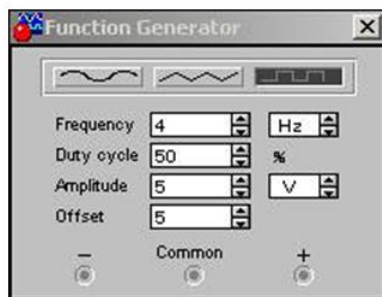 Function Generator
Frequency 4 Hz
Duty cycle 50 %
Amplitude 5 V
Offset 5
− Common +